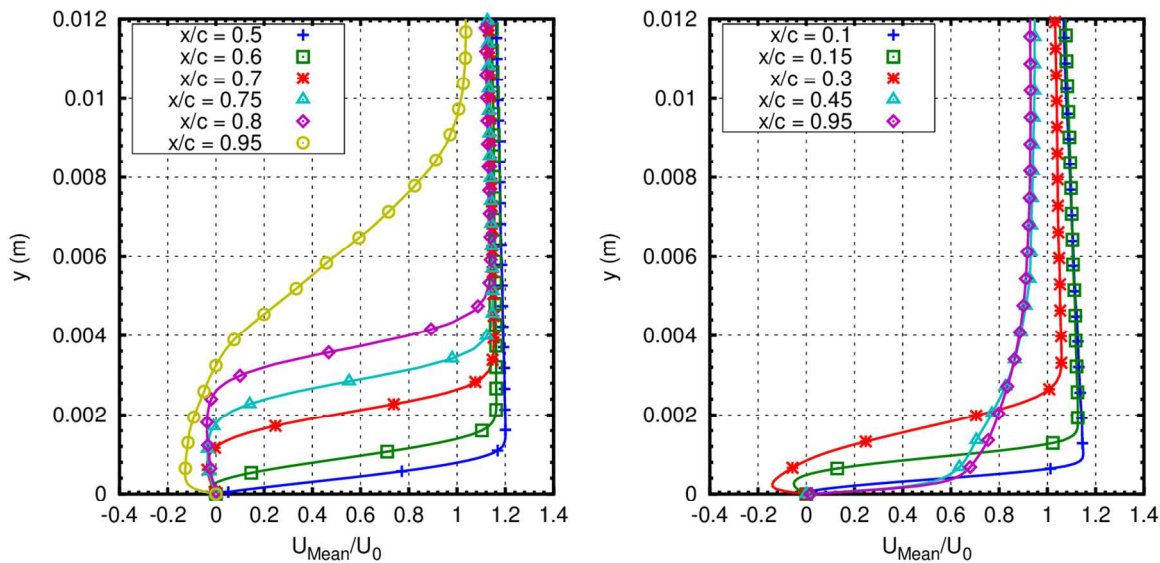 0.012
0.01
0.008
0.006
0.004
0.002
0
y (m)
x/c = 0.5
x/c = 0.6
x/c = 0.7
x/c = 0.75
x/c = 0.8
x/c = 0.95
-0.4 -0.2 0 0.2 0.4 0.6 0.8 1 1.2 1.4
U_Mean/U_0
0.012
0.01
0.008
0.006
0.004
0.002
0
y (m)
x/c = 0.1
x/c = 0.15
x/c = 0.3
x/c = 0.45
x/c = 0.95
-0.4 -0.2 0 0.2 0.4 0.6 0.8 1 1.2 1.4
U_Mean/U_0